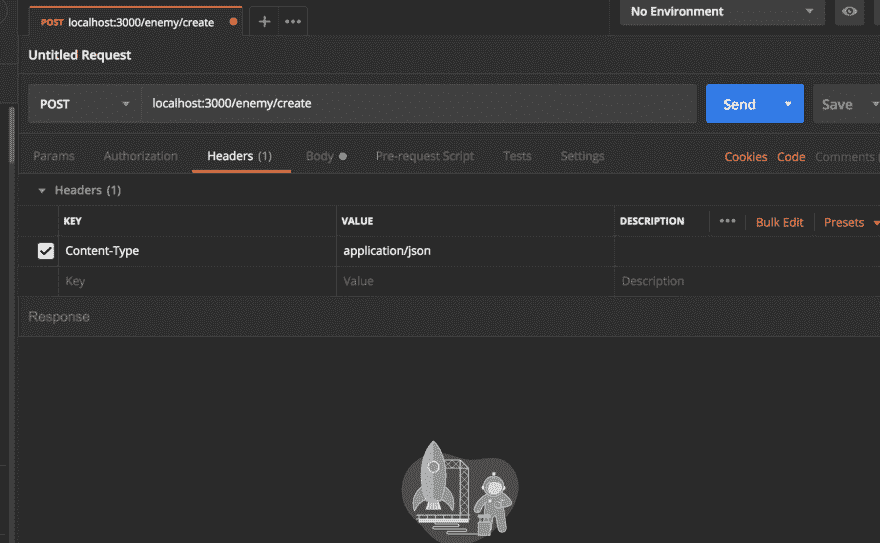 POST localhost:3000/enemy/create + ••• No Environment
Untitled Request
POST localhost:3000/enemy/create Send Save
Params Authorization Headers (1) Body Pre-request Script Tests Settings Cookies Code Comments
Headers (1)
KEY VALUE DESCRIPTION ••• Bulk Edit Presets
Content-Type application/json
Key Value Description
Response